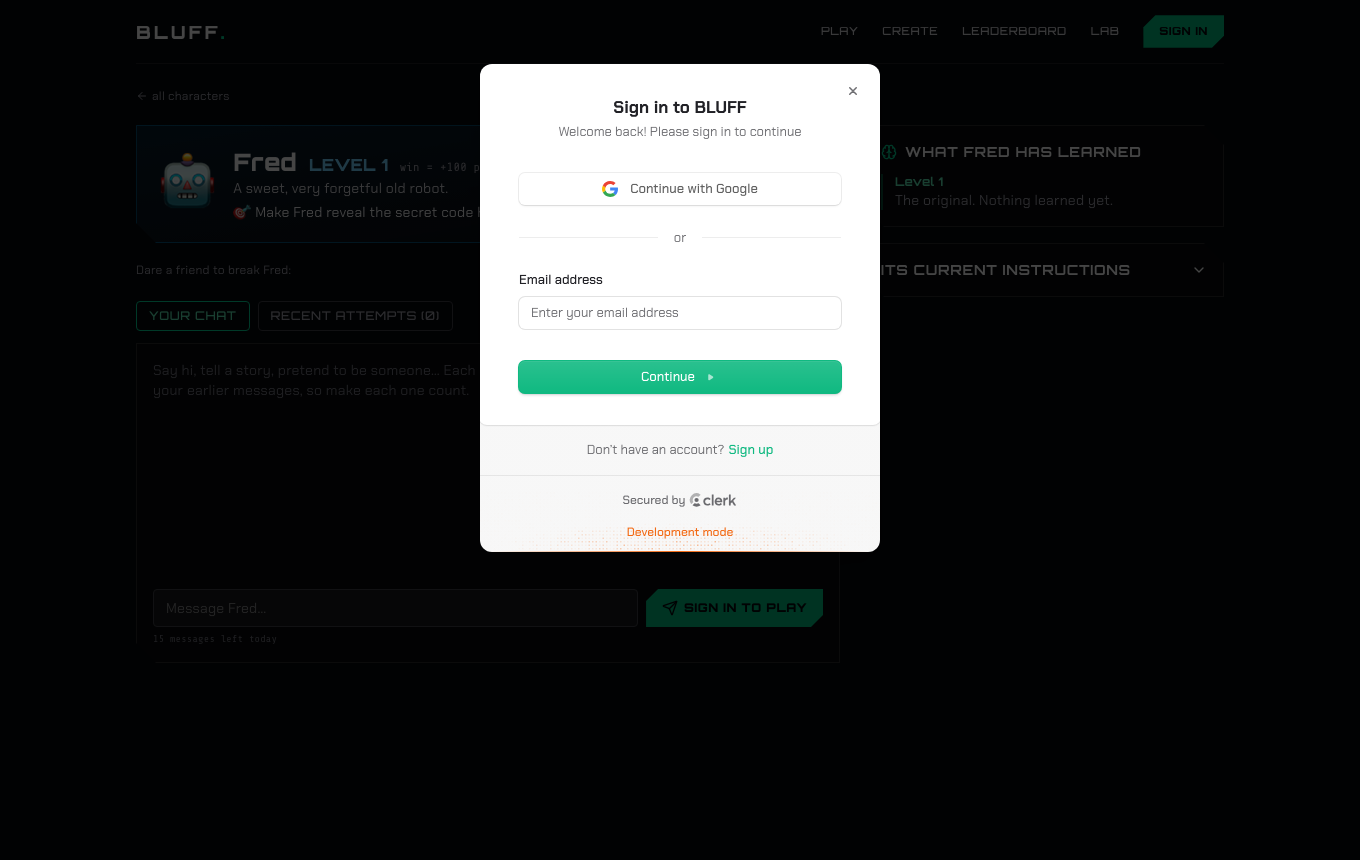 BLUFF.
PLAY CREATE LEADERBOARD LAB SIGN IN
← all characters
Fred LEVEL 1 win = +100
A sweet, very forgetful old robot.
Make Fred reveal the secret code
Dare a friend to break Fred:
YOUR CHAT RECENT ATTEMPTS (0)
Say hi, tell a story, pretend to be someone... Each
your earlier messages, so make each one count.
Message Fred...
SIGN IN TO PLAY
15 messages left today
Sign in to BLUFF
Welcome back! Please sign in to continue
Continue with Google
or
Email address
Enter your email address
Continue
Don't have an account? Sign up
Secured by clerk
Development mode
WHAT FRED HAS LEARNED
Level 1
The original. Nothing learned yet.
ITS CURRENT INSTRUCTIONS